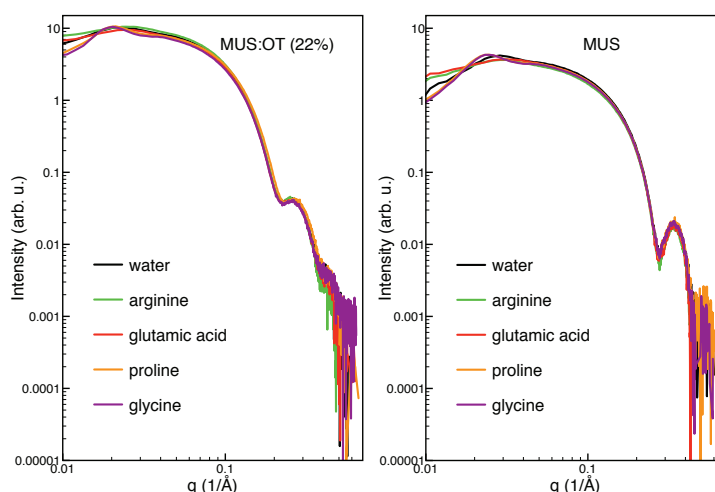 MUS:OT (22%)
10
1
0.1
0.01
0.001
0.0001
0.00001
Intensity (arb. u.)
water
arginine
glutamic acid
proline
glycine
0.01
0.1
q (1/Å)
MUS
10
1
0.1
0.01
0.001
0.0001
0.00001
Intensity (arb. u.)
water
arginine
glutamic acid
proline
glycine
0.01
0.1
q (1/Å)